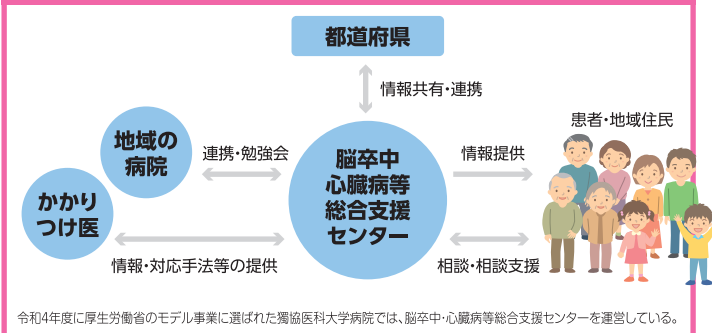 都道府県
情報共有・連携
患者・地域住民
地域の
病院
連携・勉強会
脳卒中
心臓病等
総合支援
センター
情報提供
かかり
つけ医
情報・対応手法等の提供
相談・相談支援
令和4年度に厚生労働省のモデル事業に選ばれた獨協医科大学病院では、脳卒中・心臓病等総合支援センターを運営している。